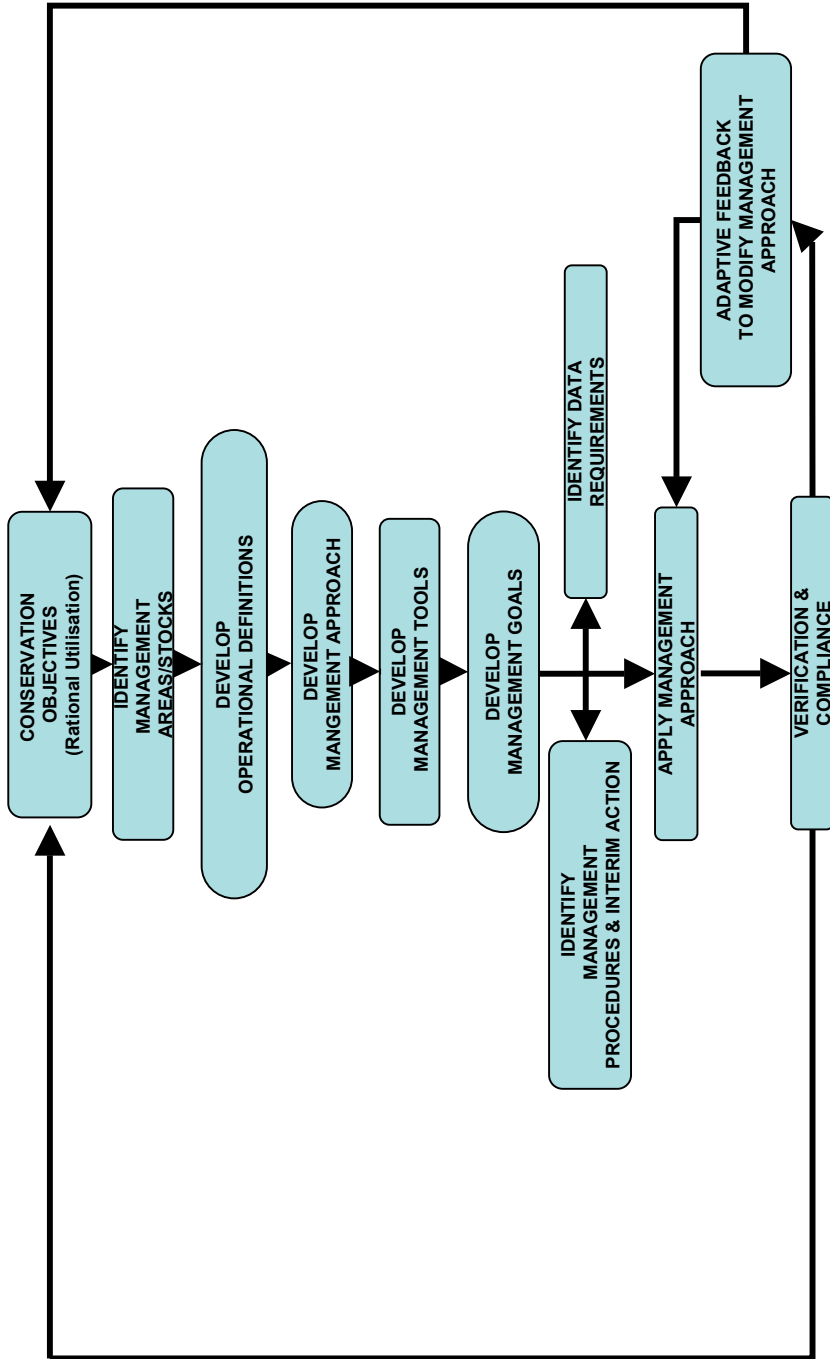 CONSERVATION
OBJECTIVES
(Rational Utilisation)
IDENTIFY
MANAGEMENT
AREAS/STOCKS
DEVELOP
OPERATIONAL DEFINITIONS
DEVELOP
MANGEMENT APPROACH
DEVELOP
MANAGEMENT TOOLS
DEVELOP
MANAGEMENT GOALS
IDENTIFY
MANAGEMENT
PROCEDURES & INTERIM ACTION
IDENTIFY DATA
REQUIREMENTS
APPLY MANAGEMENT
APPROACH
ADAPTIVE FEEDBACK
TO MODIFY MANAGEMENT
APPROACH
VERIFICATION &
COMPLIANCE